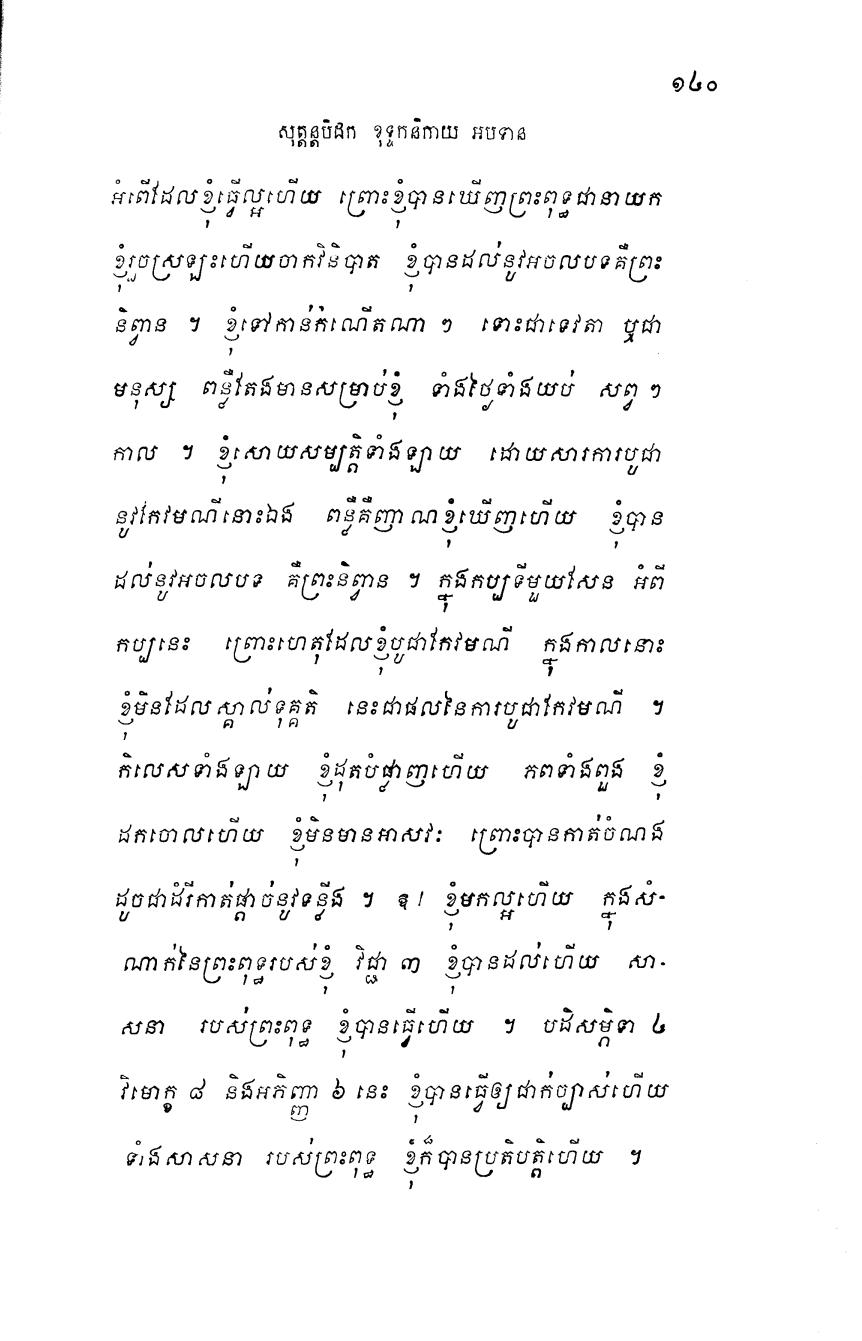 ១៤០
សុត្តន្តបិដក ខុទ្ទកនិកាយ អបទាន
អំពើដែលខ្ញុំធ្វើល្អហើយ ព្រោះខ្ញុំបានឃើញព្រះពុទ្ធជានាយក
ខ្ញុំរួចស្រឡះហើយចាកវិនិបាត ខ្ញុំបានដល់នូវអចលបទគឺព្រះ
និព្វាន ។ ខ្ញុំទៅកាន់កំណើតណា ៗ ទោះជាទេវតា ឬជា
មនុស្ស ពន្លឺតែងមានសម្រាប់ខ្ញុំ ទាំងថ្ងៃទាំងយប់ សព្វ ៗ
កាល ។ ខ្ញុំសោយសម្បត្តិទាំងឡាយ ដោយសារការបូជា
នូវកែវមណីនោះឯង ពន្លឺគឺញាណខ្ញុំឃើញហើយ ខ្ញុំបាន
ដល់នូវអចលបទ គឺព្រះនិព្វាន ។ ក្នុងកប្បទីមួយសែន អំពី
កប្បនេះ ព្រោះហេតុដែលខ្ញុំបូជាកែវមណី ក្នុងកាលនោះ
ខ្ញុំមិនដែលស្គាល់ទុគ្គតិ នេះជាផលនៃការបូជាកែវមណី ។
កិលេសទាំងឡាយ ខ្ញុំដុតបំផ្លាញហើយ ភពទាំងពួង ខ្ញុំ
ដកចោលហើយ ខ្ញុំមិនមានអាសវៈ ព្រោះបានកាត់ចំណង
ដូចជាដំរីកាត់ផ្តាច់នូវទន្លីង ។ ឱ! ខ្ញុំមកល្អហើយ ក្នុងសំ-
ណាក់នៃព្រះពុទ្ធរបស់ខ្ញុំ វិជ្ជា ៣ ខ្ញុំបានដល់ហើយ សា-
សនា របស់ព្រះពុទ្ធ ខ្ញុំបានធ្វើហើយ ។ បដិសម្ភិទា ៤
វិមោក្ខ ៨ និងអភិញ្ញា ៦ នេះ ខ្ញុំបានធ្វើឲ្យជាក់ច្បាស់ហើយ
ទាំងសាសនា របស់ព្រះពុទ្ធ ខ្ញុំក៏បានប្រតិបត្តិហើយ ។